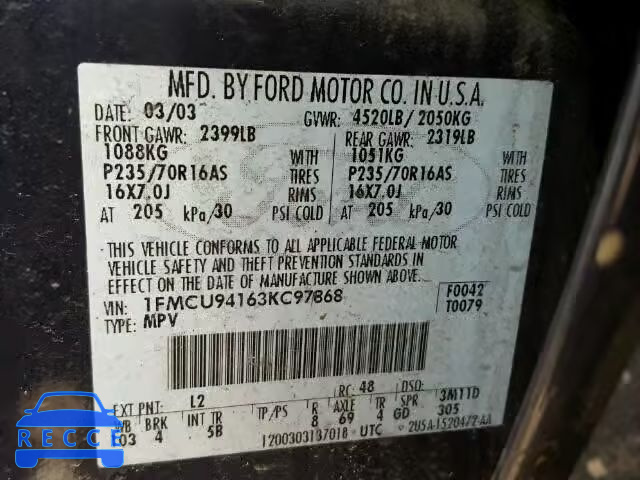 MFD. BY FORD MOTOR CO. IN U.S.A.
DATE: 03/03 GVWR: 4520LB/ 2050KG
FRONT GAWR: 2399LB REAR GAWR: 2319LB
1088KG WITH 1051KG WITH
P235/70R16AS TIRES P235/70R16AS TIRES
16X7.0J RIMS 16X7.0J RIMS
AT 205 kPa/30 PSI COLD AT 205 kPa/30 PSI COLD
THIS VEHICLE CONFORMS TO ALL APPLICABLE FEDERAL MOTOR
VEHICLE SAFETY AND THEFT PREVENTION STANDARDS IN
EFFECT ON THE DATE OF MANUFACTURE SHOWN ABOVE.
VIN: 1FMCU94163KC97868 F0042
TYPE: MPV T0079
EXT PNT: L2 RC: 48 DSO:
WB BRK INT TR TP/PS R AXLE TR SPR 3M11D
03 4 5B 8 69 4 GD 305
UTC
RECCE